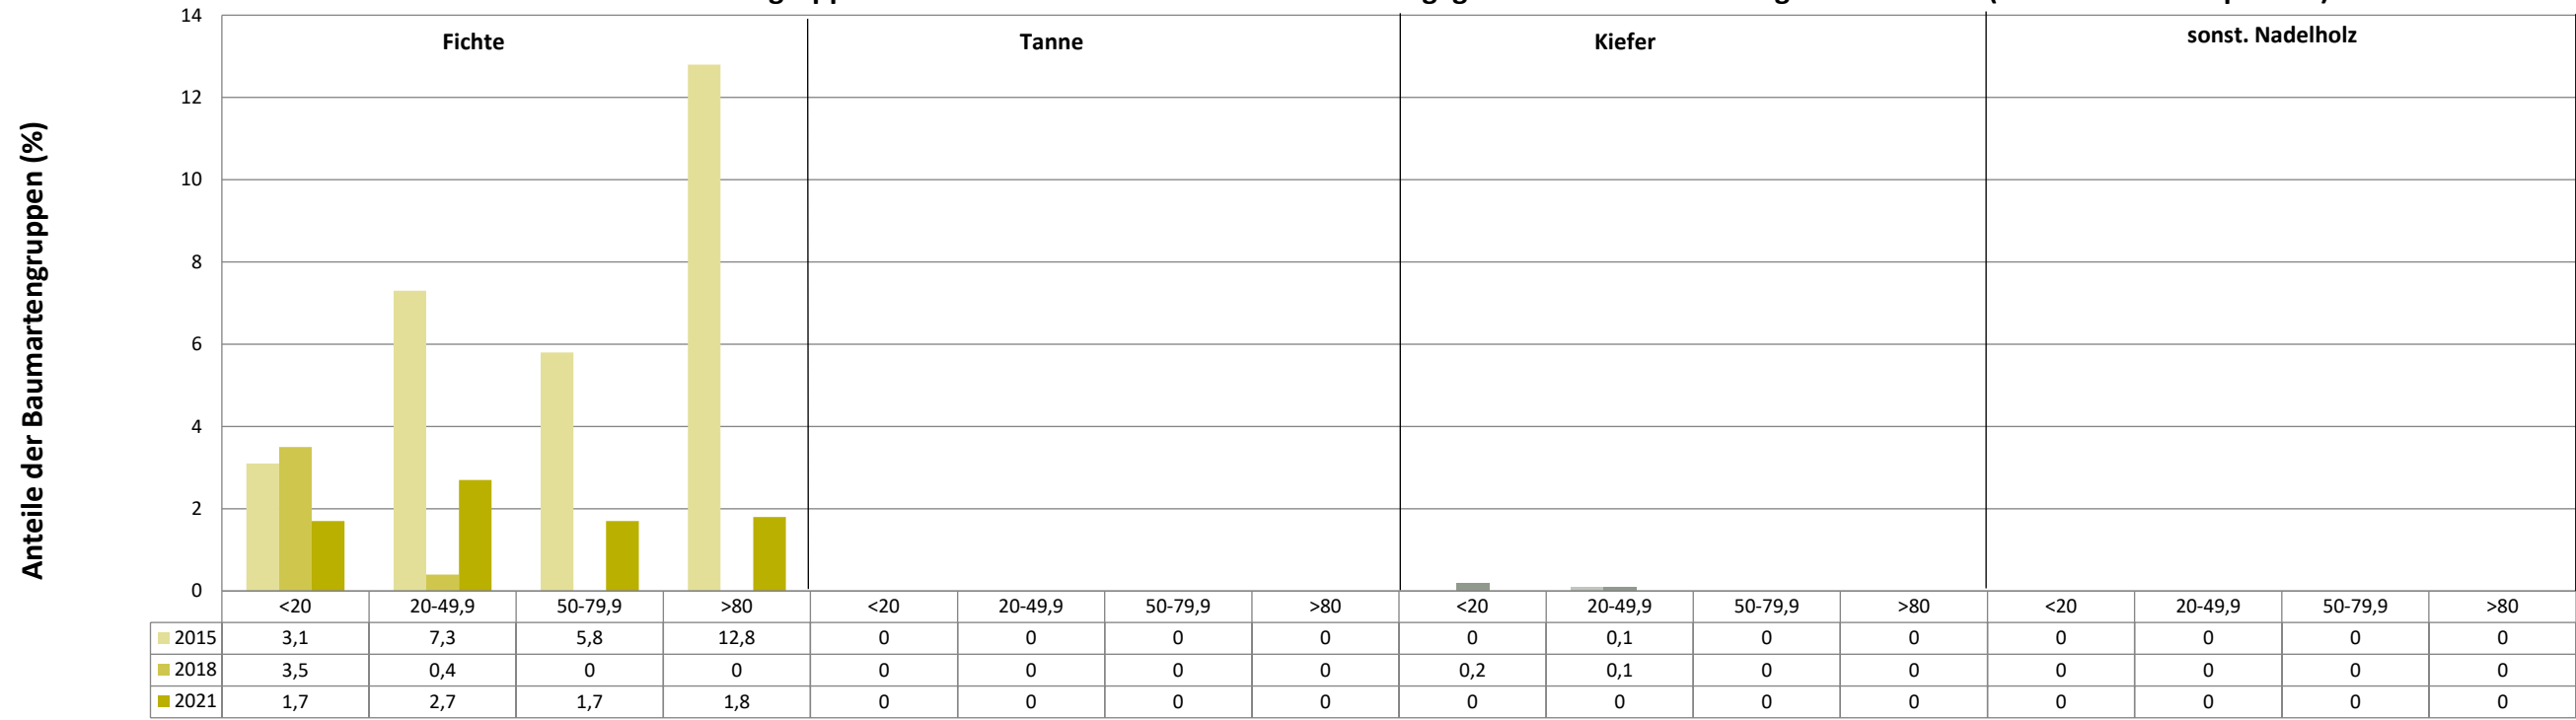 14
Fichte Tanne Kiefer sonst. Nadelholz
12
10
8
6
4
2
0
Anteile der Baumartengruppen (%)
<20 20-49,9 50-79,9 >80 <20 20-49,9 50-79,9 >80 <20 20-49,9 50-79,9 >80 <20 20-49,9 50-79,9 >80
2015 3,1 7,3 5,8 12,8 0 0 0 0 0 0,1 0 0 0 0 0 0
2018 3,5 0,4 0 0 0 0 0 0 0,2 0,1 0 0 0 0 0 0
2021 1,7 2,7 1,7 1,8 0 0 0 0 0 0 0 0 0 0 0 0